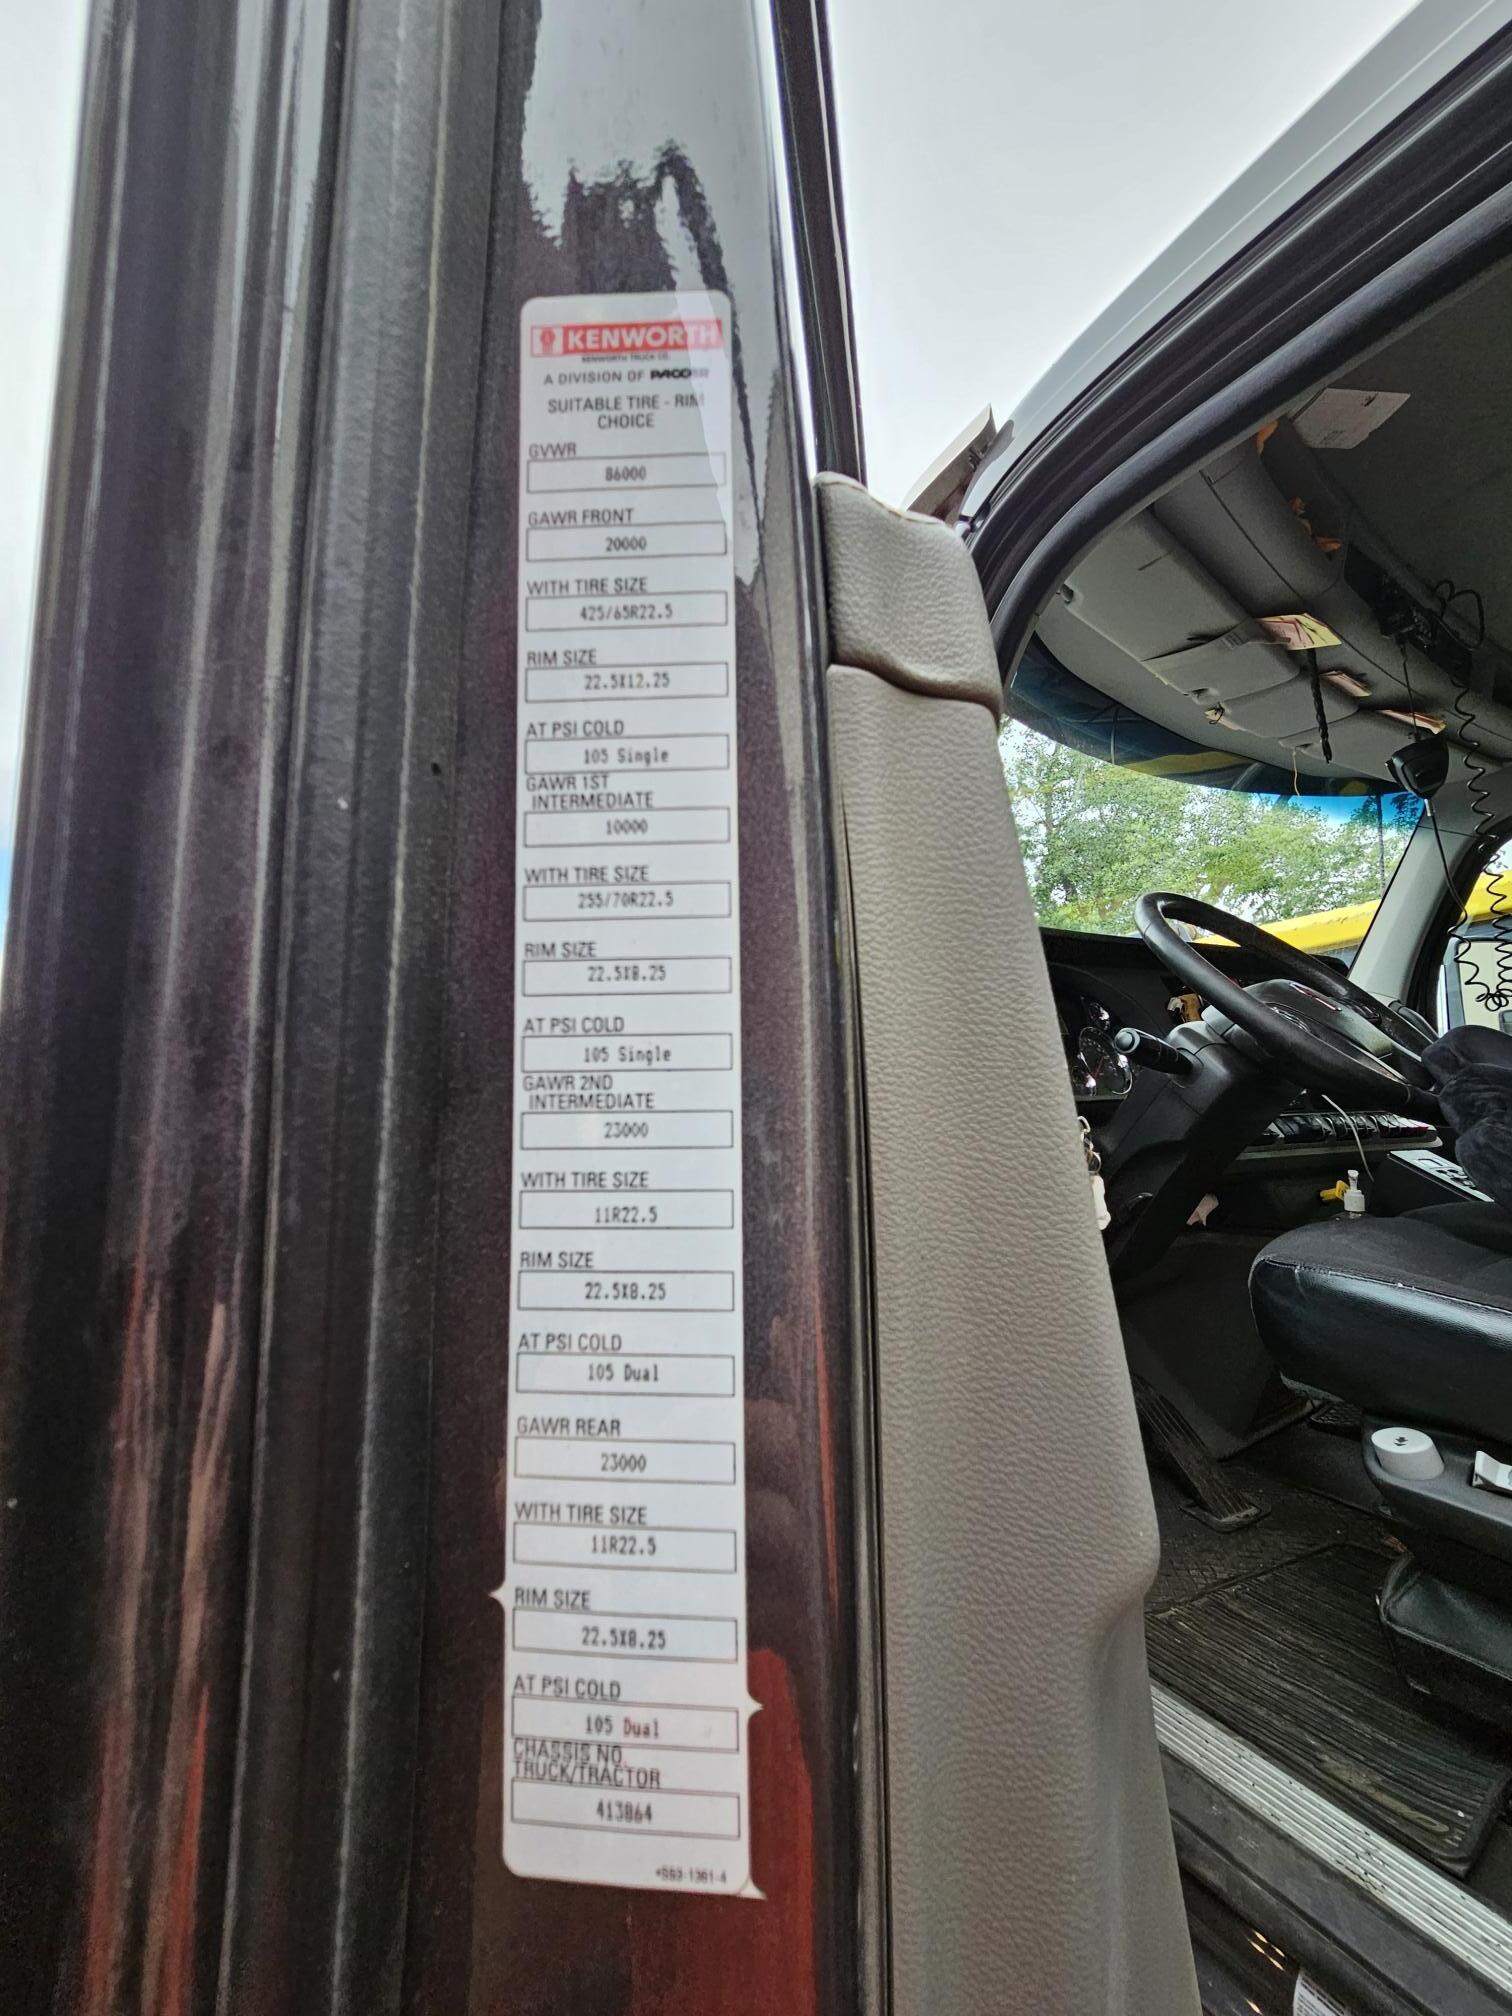 KENWORTH
KENWORTH TRUCK CO.
A DIVISION OF PACCAR
SUITABLE TIRE - RIM
CHOICE
GVWR
86000
GAWR FRONT
20000
WITH TIRE SIZE
425/65R22.5
RIM SIZE
22.5X12.25
AT PSI COLD
105 Single
GAWR 1ST
INTERMEDIATE
10000
WITH TIRE SIZE
255/70R22.5
RIM SIZE
22.5X8.25
AT PSI COLD
105 Single
GAWR 2ND
INTERMEDIATE
23000
WITH TIRE SIZE
11R22.5
RIM SIZE
22.5X8.25
AT PSI COLD
105 Dual
GAWR REAR
23000
WITH TIRE SIZE
11R22.5
RIM SIZE
22.5X8.25
AT PSI COLD
105 Dual
CHASSIS NO.
TRUCK/TRACTOR
413864
*S93-1361-4